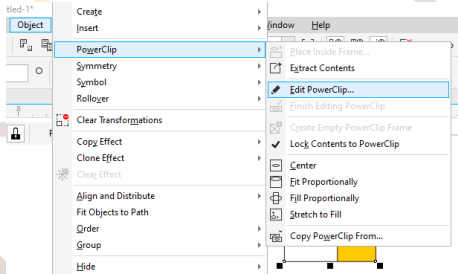 tled-1*
Object
indow Help
Create
Insert
PowerClip
Symmetry
Symbol
Rollover
Clear Transformations
Copy Effect
Clone Effect
Clear Effect
Align and Distribute
Fit Objects to Path
Order
Group
Hide
Place Inside Frame...
Extract Contents
Edit PowerClip...
Finish Editing PowerClip
Create Empty PowerClip Frame
Lock Contents to PowerClip
Center
Fit Proportionally
Fill Proportionally
Stretch to Fill
Copy PowerClip From...